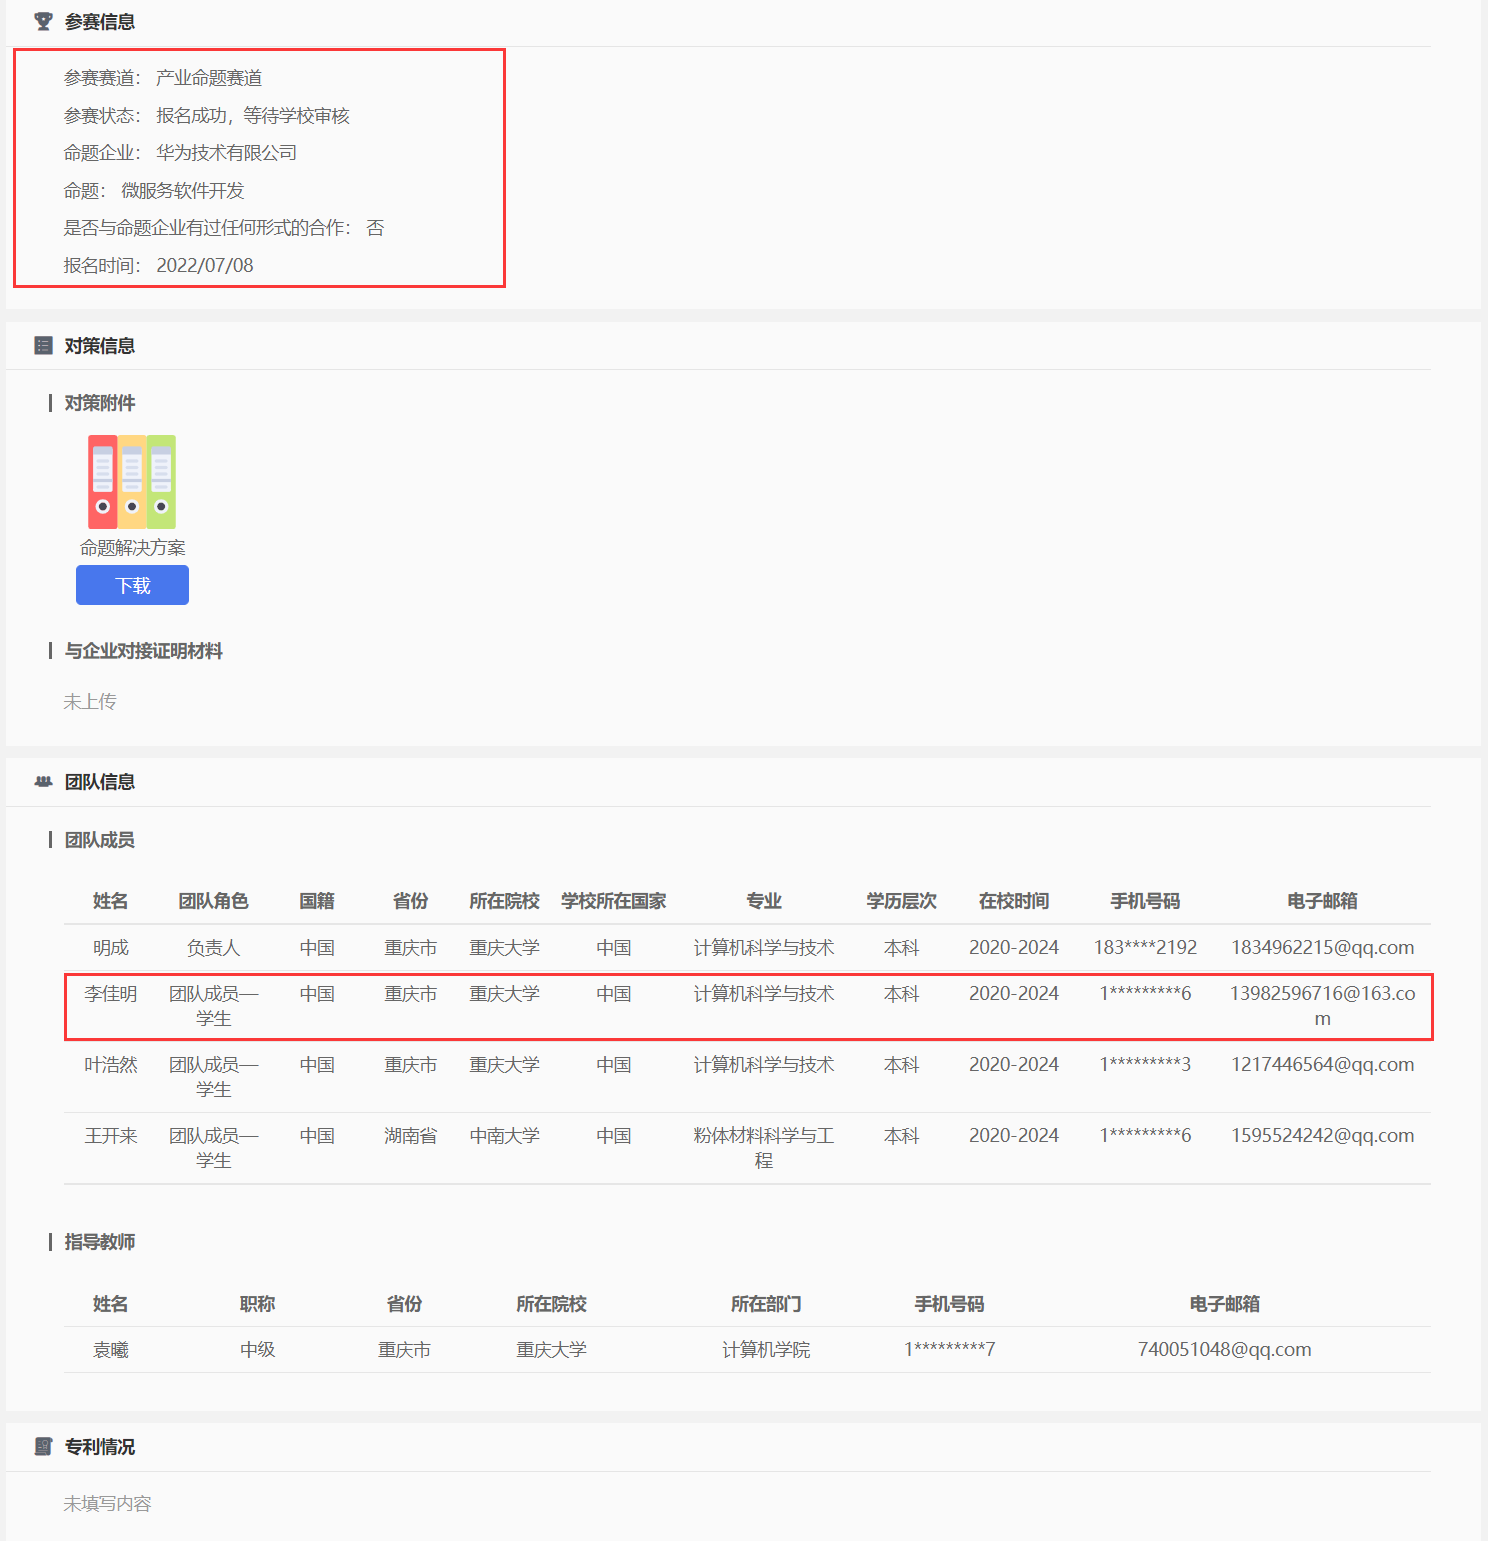 参赛信息
参赛赛道： 产业命题赛道
参赛状态： 报名成功，等待学校审核
命题企业： 华为技术有限公司
命题： 微服务软件开发
是否与命题企业有过任何形式的合作： 否
报名时间： 2022/07/08
对策信息
对策附件
命题解决方案
下载
与企业对接证明材料
未上传
团队信息
团队成员
姓名 团队角色 国籍 省份 所在院校 学校所在国家 专业 学历层次 在校时间 手机号码 电子邮箱
明成 负责人 中国 重庆市 重庆大学 中国 计算机科学与技术 本科 2020-2024 183****2192 1834962215@qq.com
李佳明 团队成员— 中国 重庆市 重庆大学 中国 计算机科学与技术 本科 2020-2024 1*********6 13982596716@163.co
学生 m
叶浩然 团队成员— 中国 重庆市 重庆大学 中国 计算机科学与技术 本科 2020-2024 1*********3 1217446564@qq.com
学生
王开来 团队成员— 中国 湖南省 中南大学 中国 粉体材料科学与工 本科 2020-2024 1*********6 1595524242@qq.com
学生 程
指导教师
姓名 职称 省份 所在院校 所在部门 手机号码 电子邮箱
袁曦 中级 重庆市 重庆大学 计算机学院 1*********7 740051048@qq.com
专利情况
未填写内容